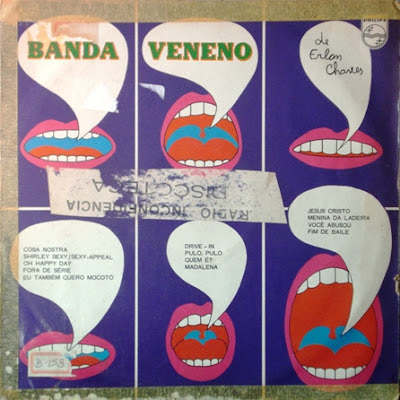 BANDA
VENENO
de
Erlon
Chaves
PHILIPS
RADIO INCONFIDENCIA
DISCOTECA
COSA NOSTRA
SHIRLEY SEXY/SEXY-APPEAL
OH HAPPY DAY
FORA DE SÉRIE
EU TAMBÉM QUERO MOCOTÓ
DRIVE-IN
PULO, PULO
QUEM É?
MADALENA
JESUS CRISTO
MENINA DA LADEIRA
VOCÊ ABUSOU
FIM DE BAILE
B-153